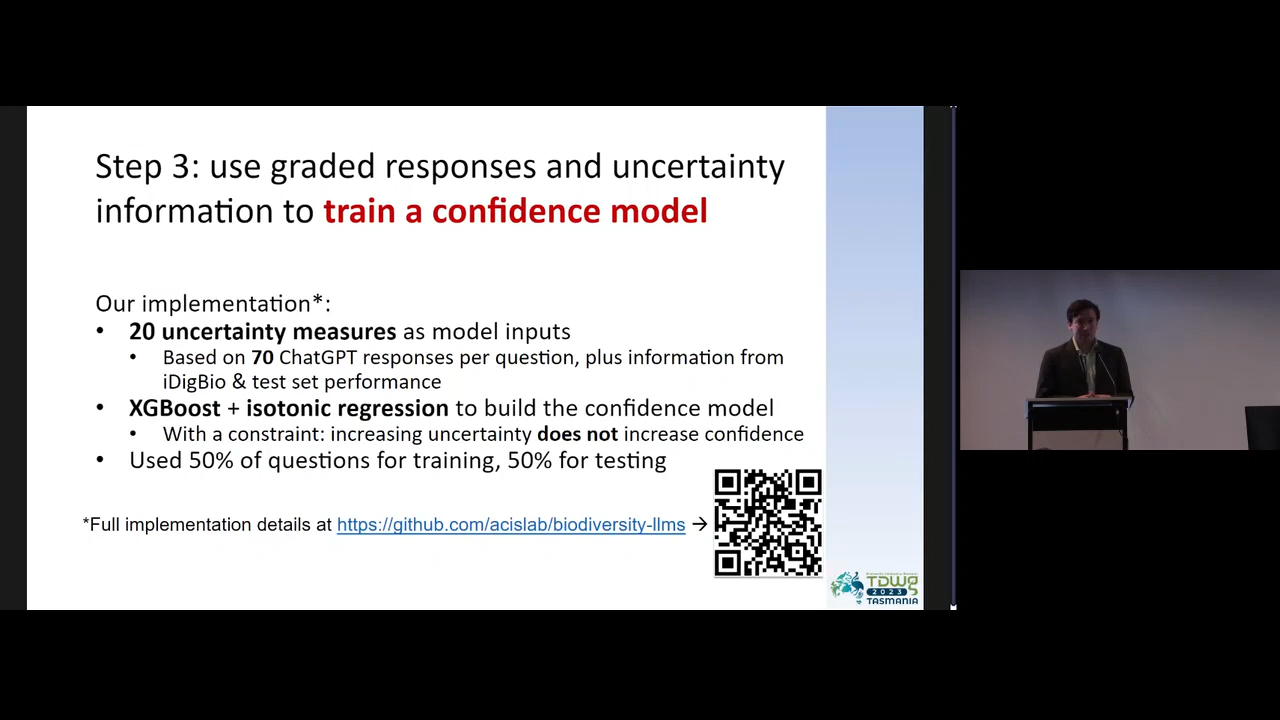 Step 3: use graded responses and uncertainty
information to train a confidence model
Our implementation*:
• 20 uncertainty measures as model inputs
• Based on 70 ChatGPT responses per question, plus information from
iDigBio & test set performance
• XGBoost + isotonic regression to build the confidence model
• With a constraint: increasing uncertainty does not increase confidence
• Used 50% of questions for training, 50% for testing
*Full implementation details at https://github.com/acislab/biodiversity-llms →
TDWG
2023
TASMANIA